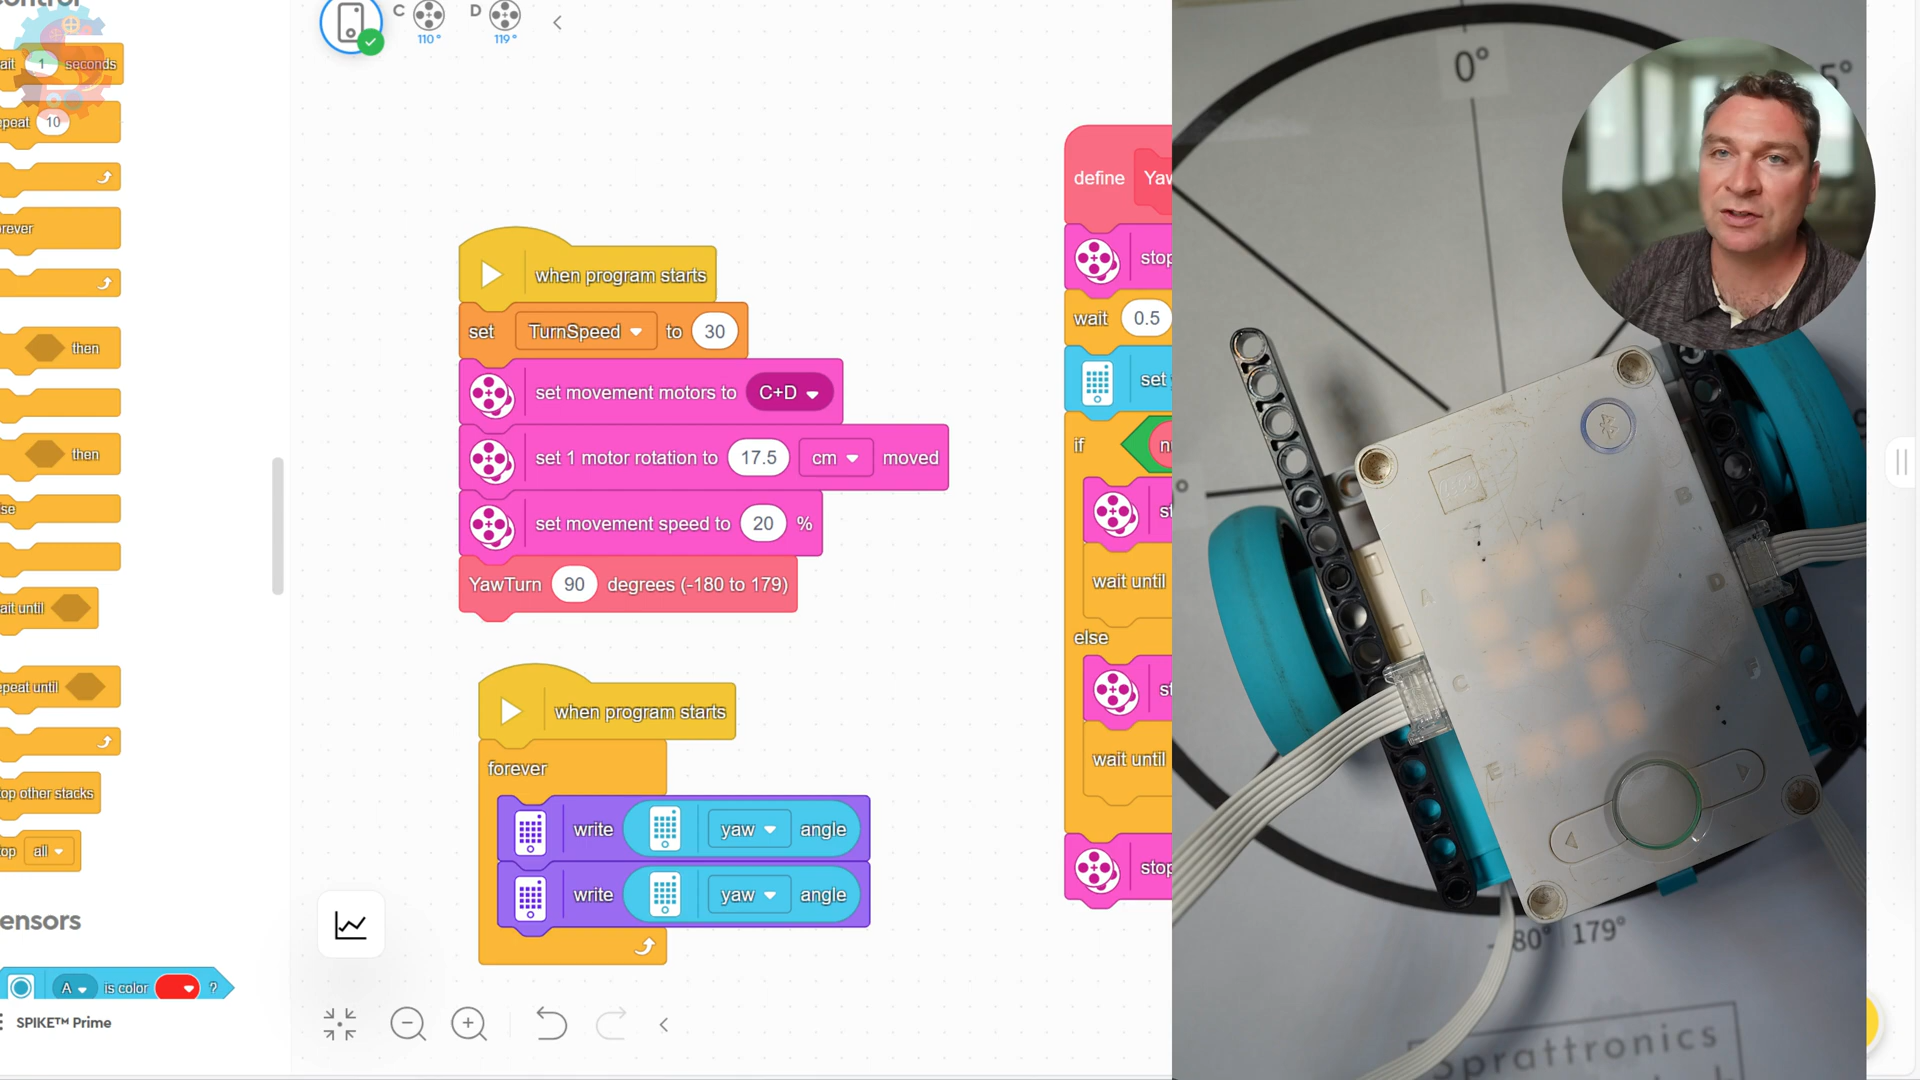 ait 1 seconds
epeat 10
rever
then
then
se
ait until
epeat until
op other stacks
op all
ensors
A is color ?
SPIKE™ Prime
C
110°
D
119°
when program starts
set TurnSpeed to 30
set movement motors to C+D
set 1 motor rotation to 17.5 cm moved
set movement speed to 20 %
YawTurn 90 degrees (-180 to 179)
when program starts
forever
write yaw angle
write yaw angle
define Yaw
stop
wait 0.5
set
if
wait until
else
wait until
stop
0°
5°
A
B
C
D
E
F
179°
Sprattronics